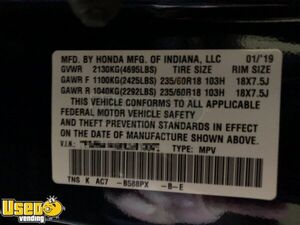 MFD. BY HONDA MFG. OF INDIANA, LLC 01/'19
GVWR 2130KG(4695LBS) TIRE SIZE RIM SIZE
GAWR F 1100KG(2425LBS) 235/60R18 103H 18X7.5J
GAWR R 1040KG(2292LBS) 235/60R18 103H 18X7.5J
THIS VEHICLE CONFORMS TO ALL APPLICABLE
FEDERAL MOTOR VEHICLE SAFETY
AND THEFT PREVENTION STANDARDS IN EFFECT
ON THE DATE OF MANUFACTURE SHOWN ABOVE.
V.I.N. TYPE: MPV
TNS K AC7 -B588PX -B-E
Used
vending